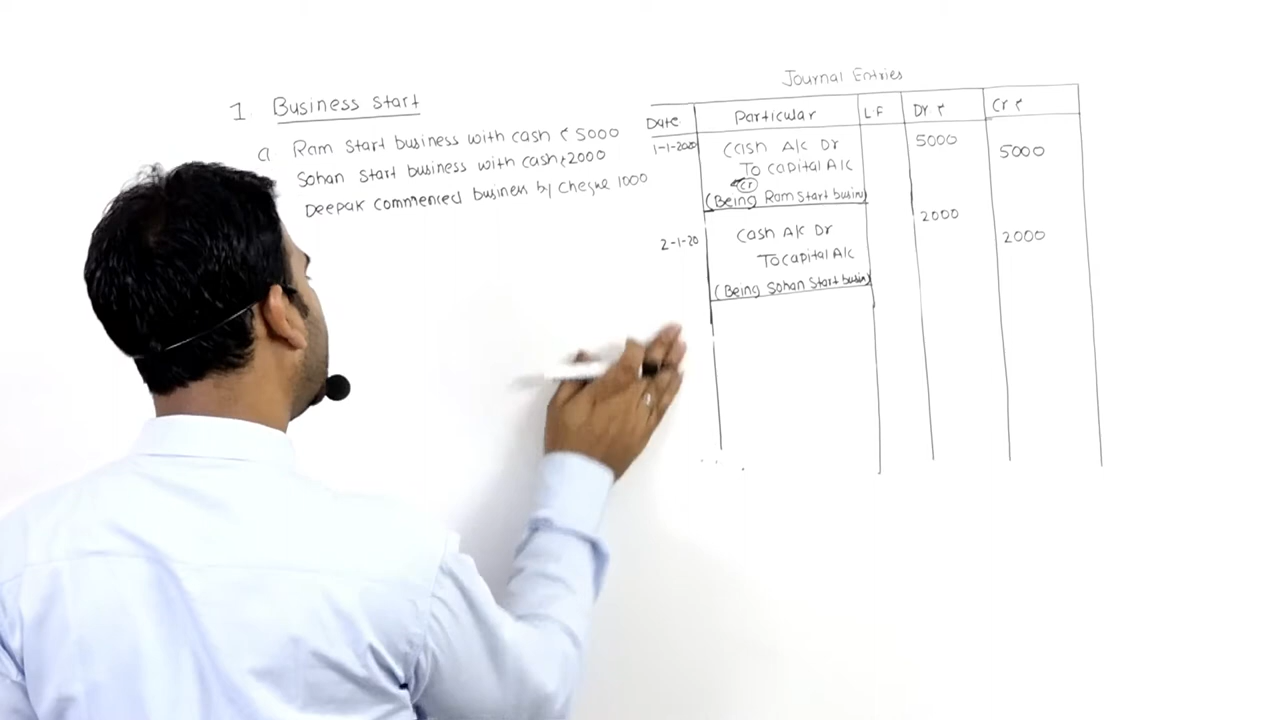 1. Business Start
a. Ram start business with cash ₹ 5000
Sohan start business with cash ₹2000
Deepak commenced business by cheque 1000
Journal Entries
Date Particular L.F Dr. ₹ Cr ₹
1-1-2020 Cash A/c Dr 5000
To capital A/c 5000
Cr
(Being Ram start busin)
2-1-20 Cash A/c Dr 2000
To capital A/c 2000
(Being Sohan start busin)